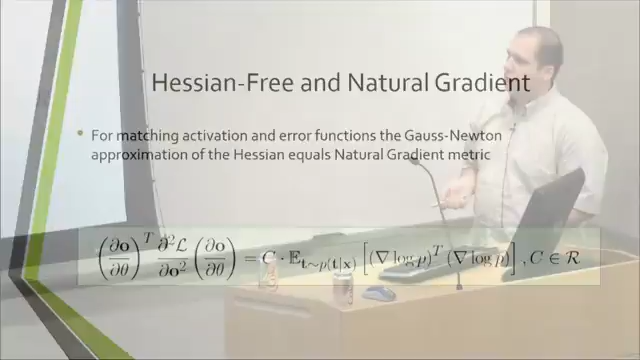 Hessian-Free and Natural Gradient
For matching activation and error functions the Gauss-Newton
approximation of the Hessian equals Natural Gradient metric
(∂o/∂θ)^T ∂²L/∂o² (∂o/∂θ) = C · E_{t∼p(t|x)} [(∇ log p)^T (∇ log p)], C ∈ R